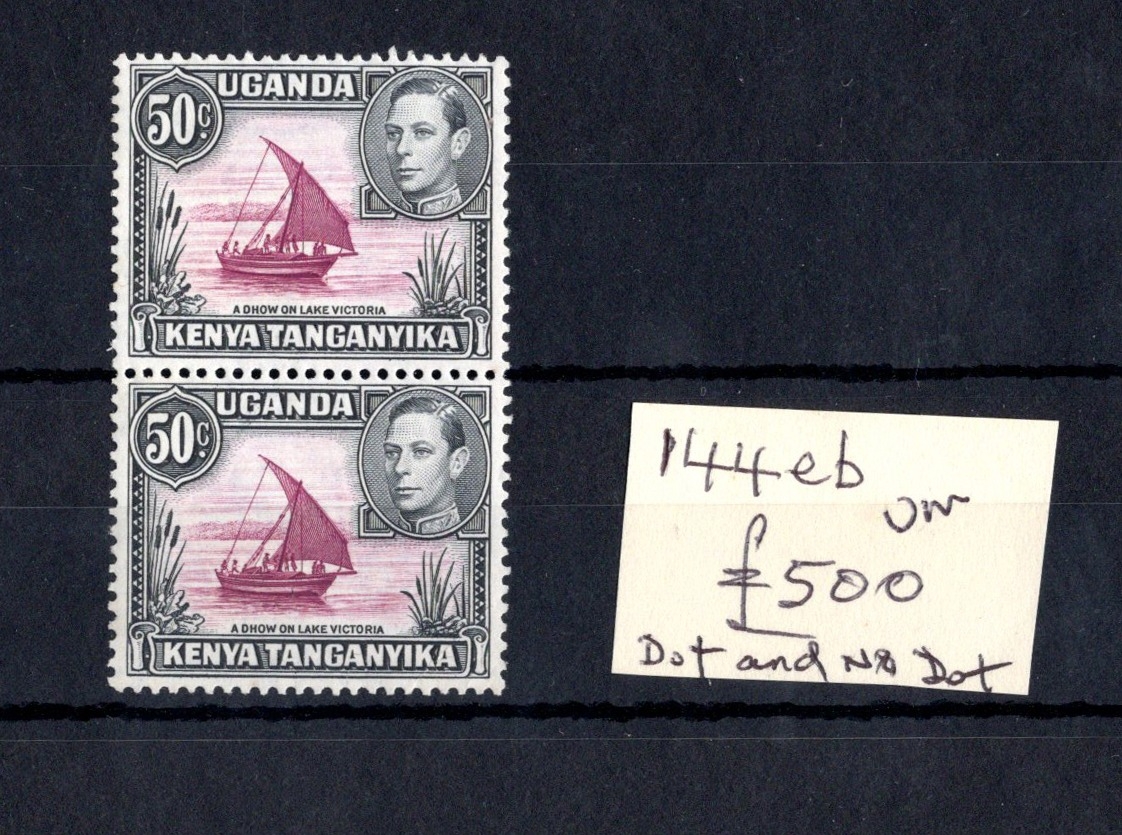 UGANDA
50c.
A DHOW ON LAKE VICTORIA
KENYA TANGANYIKA
UGANDA
50c.
A DHOW ON LAKE VICTORIA
KENYA TANGANYIKA
144eb
um
£500
Dot and No Dot